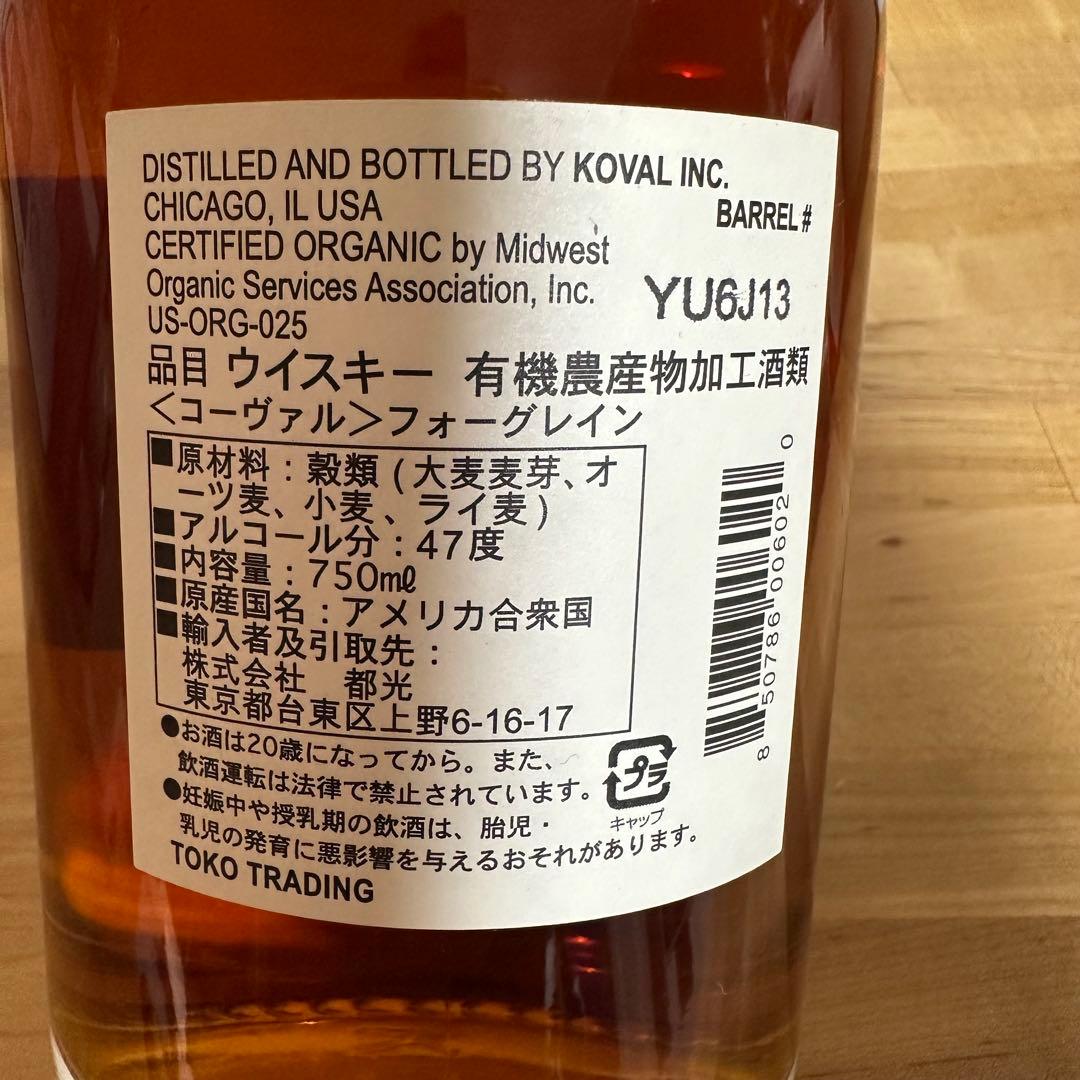 DISTILLED AND BOTTLED BY KOVAL INC.
CHICAGO, IL USA
BARREL#
CERTIFIED ORGANIC by Midwest
Organic Services Association, Inc.
YU6J13
US-ORG-025
品目 ウイスキー 有機農産物加工酒類
<コーヴァル>フォーグレイン
■原材料：穀類(大麦麦芽、オ
ーツ麦、小麦、ライ麦)
■アルコール分：47度
■内容量：750㎖
■原産国名：アメリカ合衆国
■輸入者及引取先：
株式会社 都光
東京都台東区上野6-16-17
●お酒は20歳になってから。また、
飲酒運転は法律で禁止されています。
●妊娠中や授乳期の飲酒は、胎児・
乳児の発育に悪影響を与えるおそれがあります。
TOKO TRADING
プラ
キャップ
8 50786 00602 0